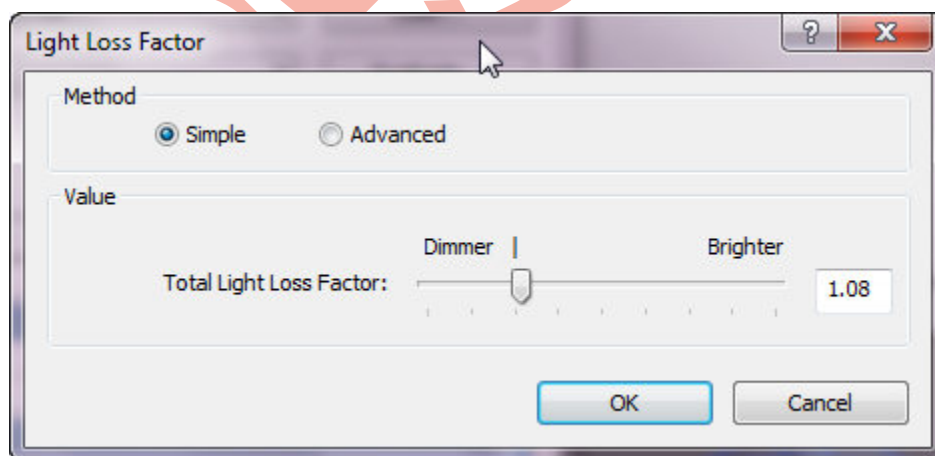 Light Loss Factor
Method
Simple Advanced
Value
Dimmer | Brighter
Total Light Loss Factor: 1.08
OK Cancel